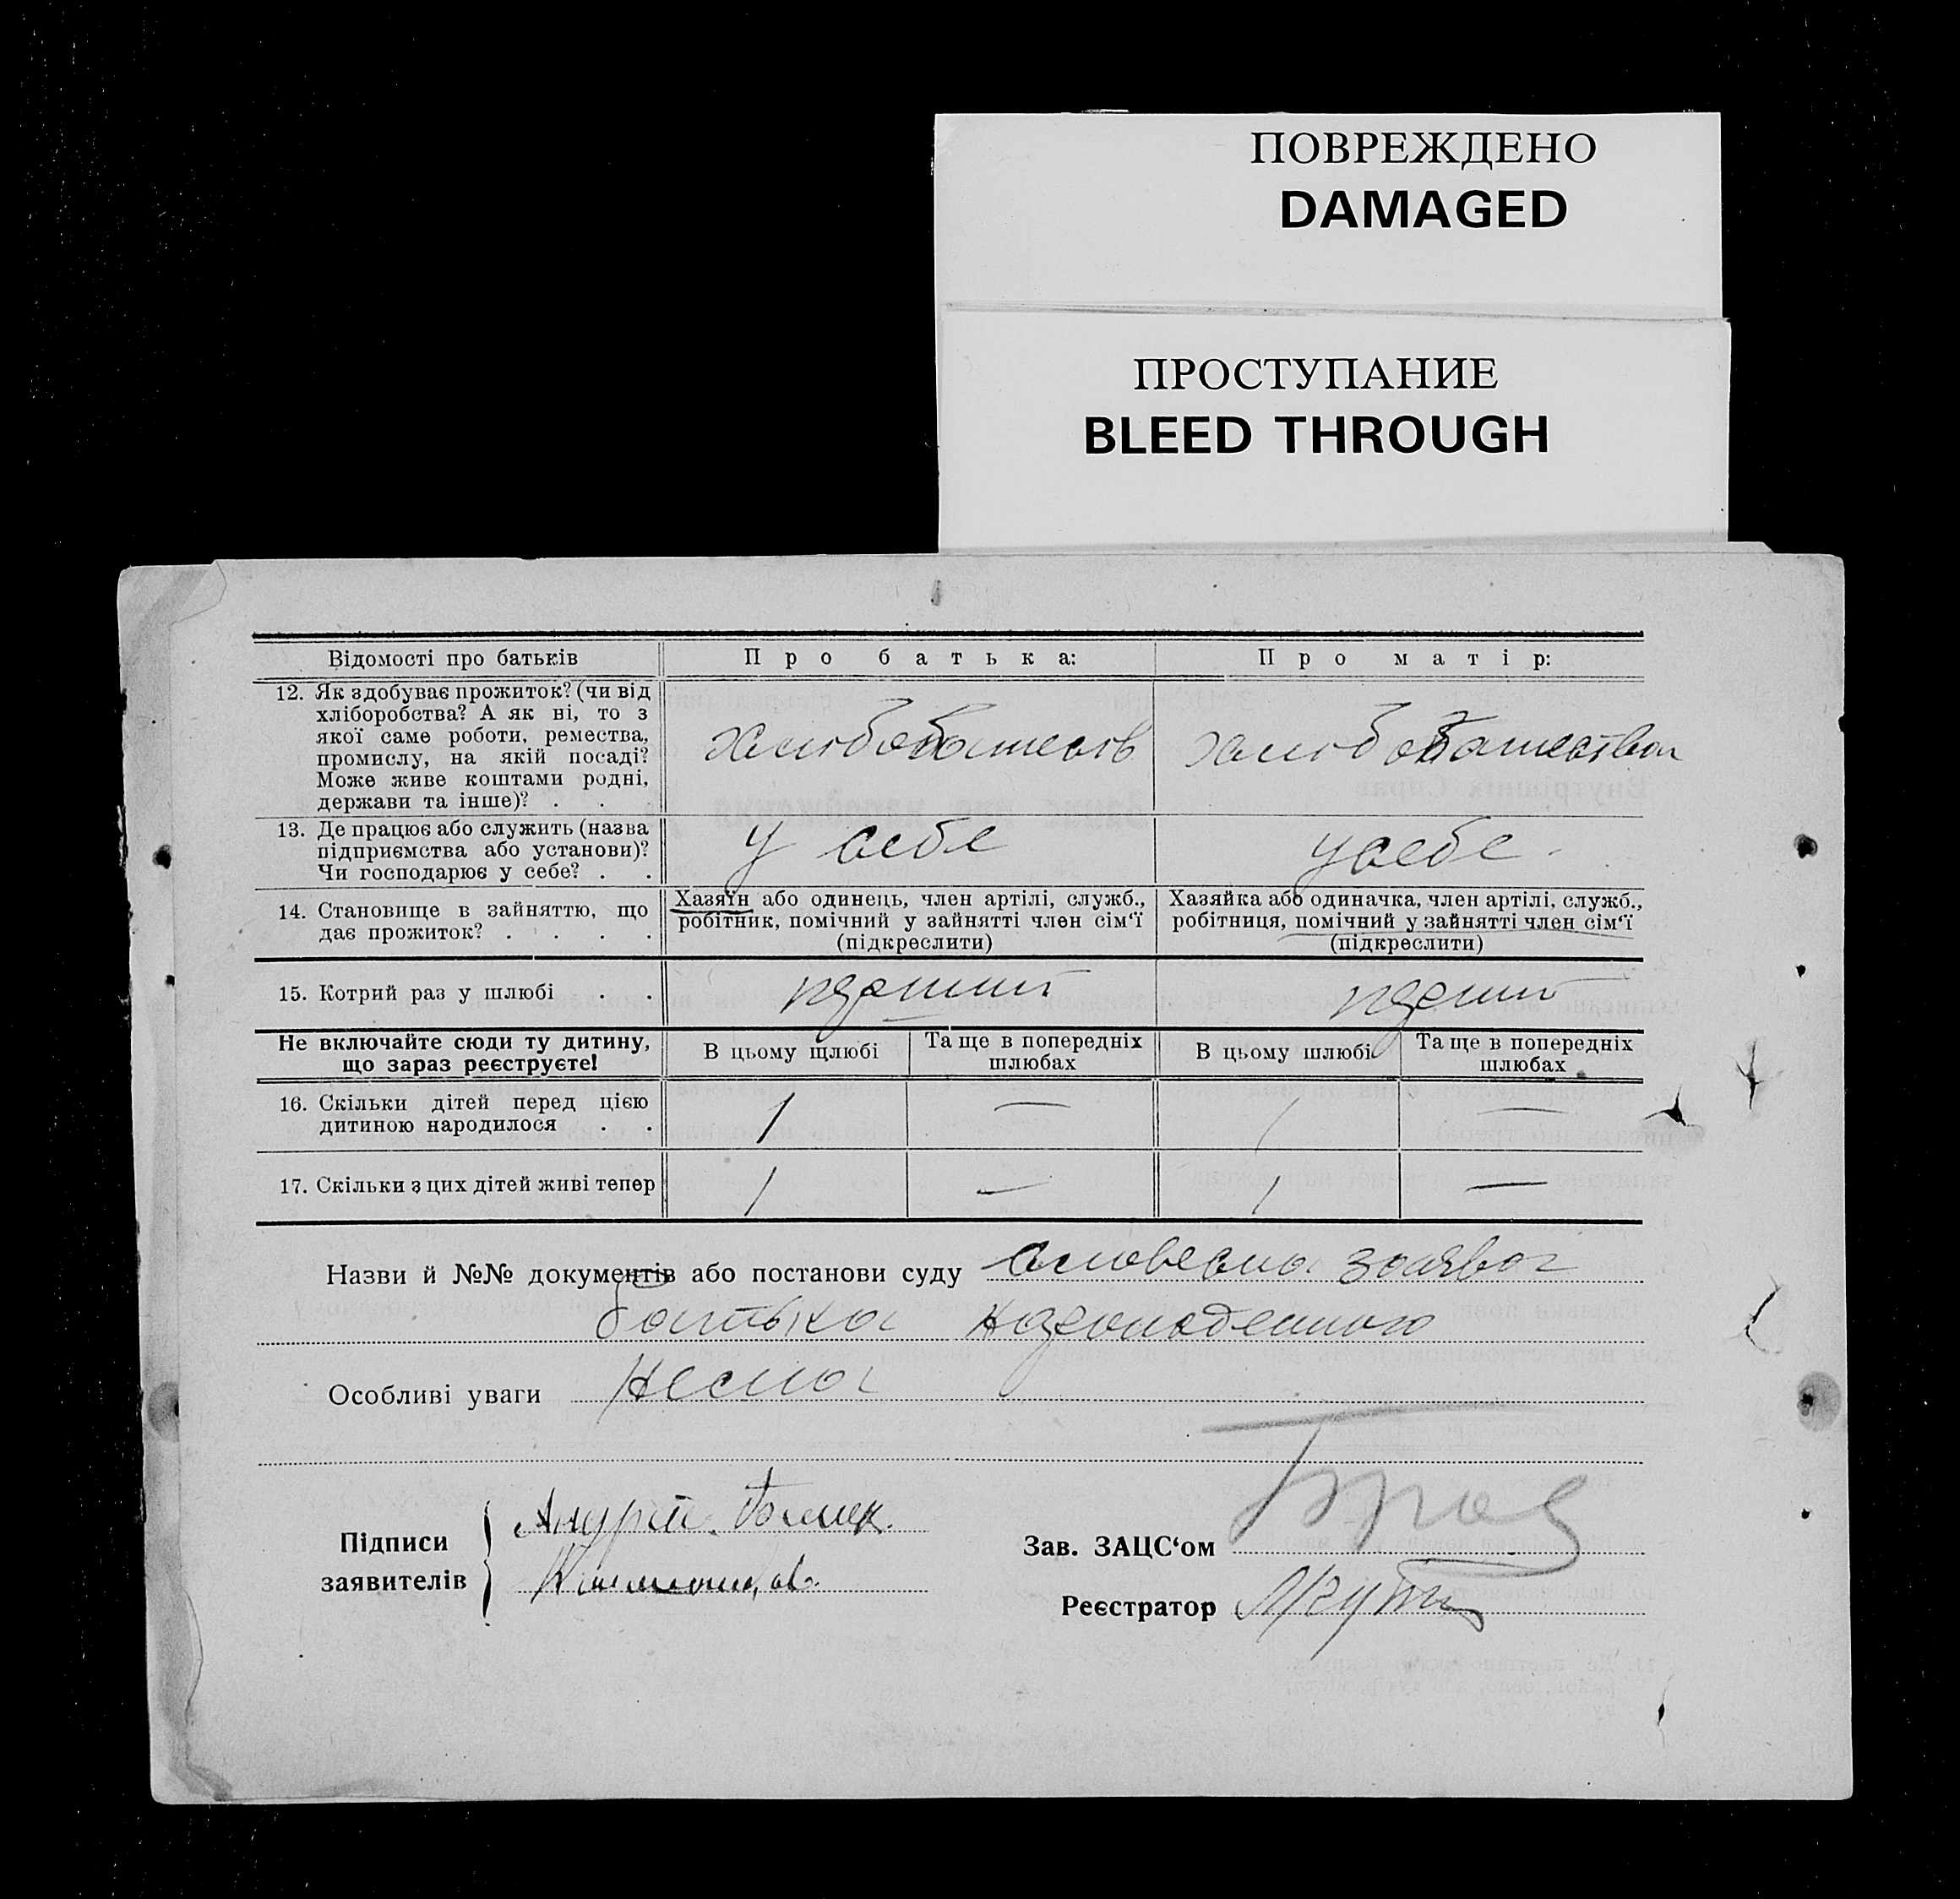 ПОВРЕЖДЕНО
DAMAGED
ПРОСТУПАНИЕ
BLEED THROUGH
Відомості про батьків
Про батька:
Про матір:
12. Як здобуває прожиток? (чи від
хліборобства? А як ні, то з
якої саме роботи, ремества,
промислу, на якій посаді?
Може живе коштами родні,
держави та інше)? . .
13. Де працює або служить (назва
підприємства або установи)?
Чи господарює у себе? . .
у себе
у себе
14. Становище в зайняттю, що
дає прожиток? . . . .
Хазяїн або одинець, член артілі, служб.,
робітник, помічний у зайнятті член сім‘ї
(підкреслити)
Хазяйка або одиначка, член артілі, служб.,
робітниця, помічний у зайнятті член сім‘ї
(підкреслити)
15. Котрий раз у шлюбі . .
перший
перший
Не включайте сюди ту дитину,
що зараз реєструєте!
В цьому щлюбі
Та ще в попередніх
шлюбах
В цьому шлюбі
Та ще в попередніх
шлюбах
16. Скільки дітей перед цією
дитиною народилося . .
1
—
1
—
17. Скільки з цих дітей живі тепер
1
—
1
—
Назви й №№ документів або постанови суду словесна заява
батька
Особливі уваги нема
Підписи
заявителів
Андрій
Зав. ЗАЦС‘ом
Реєстратор